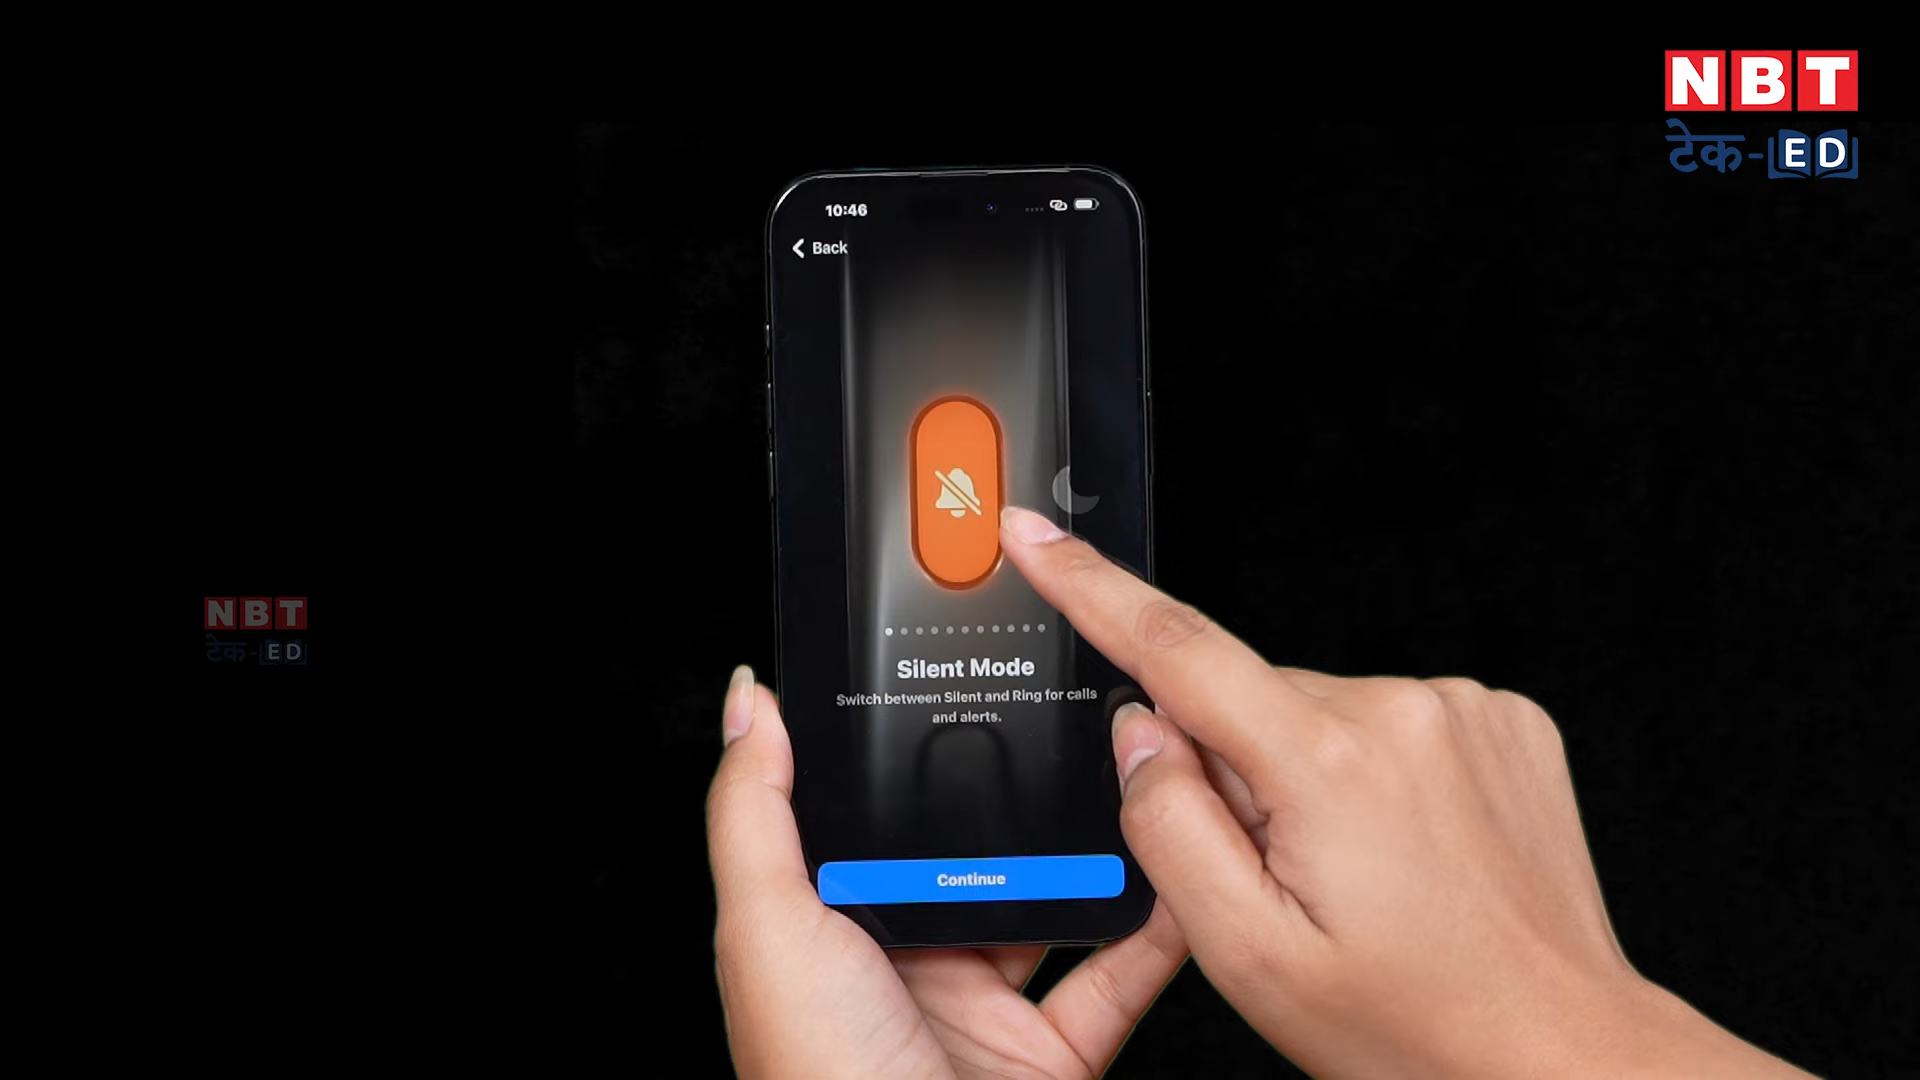 NBT
टेक-ED
10:46
Back
NBT
टेक-ED
Silent Mode
Switch between Silent and Ring for calls
and alerts.
Continue